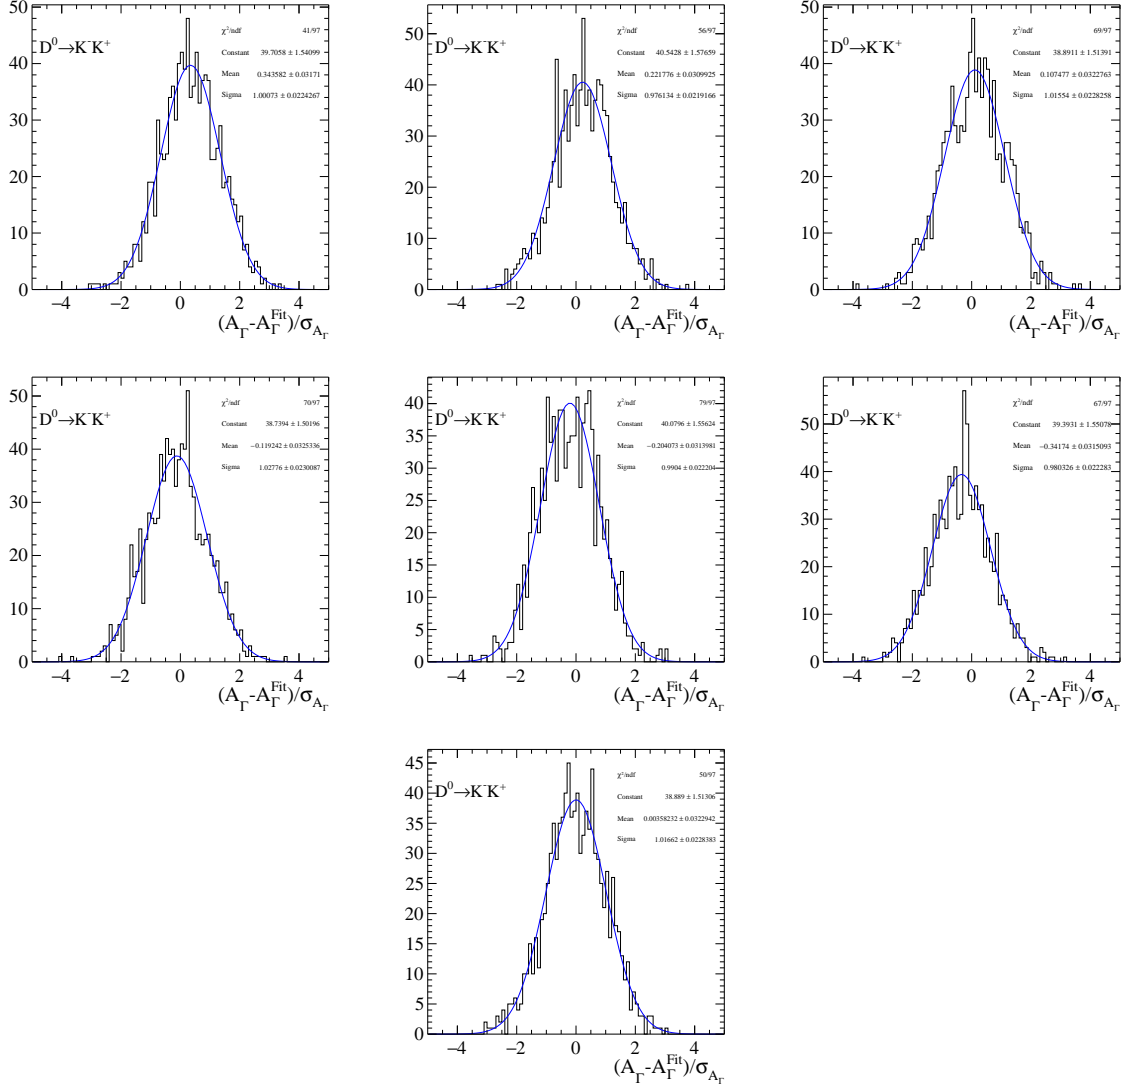 50
40
30
20
10
0
D⁰→K⁻K⁺
χ²/ndf 41/97
Constant 39.7058 ± 1.54099
Mean 0.343582 ± 0.03171
Sigma 1.00073 ± 0.0224267
−4 −2 0 2 4
(A_Γ-A_Γ^Fit)/σ_A_Γ
50
40
30
20
10
0
D⁰→K⁻K⁺
χ²/ndf 56/97
Constant 40.5428 ± 1.57659
Mean 0.221776 ± 0.0309925
Sigma 0.976134 ± 0.0219166
−4 −2 0 2 4
(A_Γ-A_Γ^Fit)/σ_A_Γ
50
40
30
20
10
0
D⁰→K⁻K⁺
χ²/ndf 69/97
Constant 38.8911 ± 1.51391
Mean 0.107477 ± 0.0322763
Sigma 1.01554 ± 0.0228258
−4 −2 0 2 4
(A_Γ-A_Γ^Fit)/σ_A_Γ
50
40
30
20
10
0
D⁰→K⁻K⁺
χ²/ndf 70/97
Constant 38.7394 ± 1.50196
Mean −0.119242 ± 0.0325336
Sigma 1.02776 ± 0.0230087
−4 −2 0 2 4
(A_Γ-A_Γ^Fit)/σ_A_Γ
40
35
30
25
20
15
10
5
0
D⁰→K⁻K⁺
χ²/ndf 79/97
Constant 40.0796 ± 1.55624
Mean −0.204073 ± 0.0313981
Sigma 0.9904 ± 0.022204
−4 −2 0 2 4
(A_Γ-A_Γ^Fit)/σ_A_Γ
50
40
30
20
10
0
D⁰→K⁻K⁺
χ²/ndf 67/97
Constant 39.3931 ± 1.55078
Mean −0.34174 ± 0.0315093
Sigma 0.980326 ± 0.022283
−4 −2 0 2 4
(A_Γ-A_Γ^Fit)/σ_A_Γ
45
40
35
30
25
20
15
10
5
0
D⁰→K⁻K⁺
χ²/ndf 50/97
Constant 38.889 ± 1.51306
Mean 0.00358232 ± 0.0322942
Sigma 1.01662 ± 0.0228383
−4 −2 0 2 4
(A_Γ-A_Γ^Fit)/σ_A_Γ